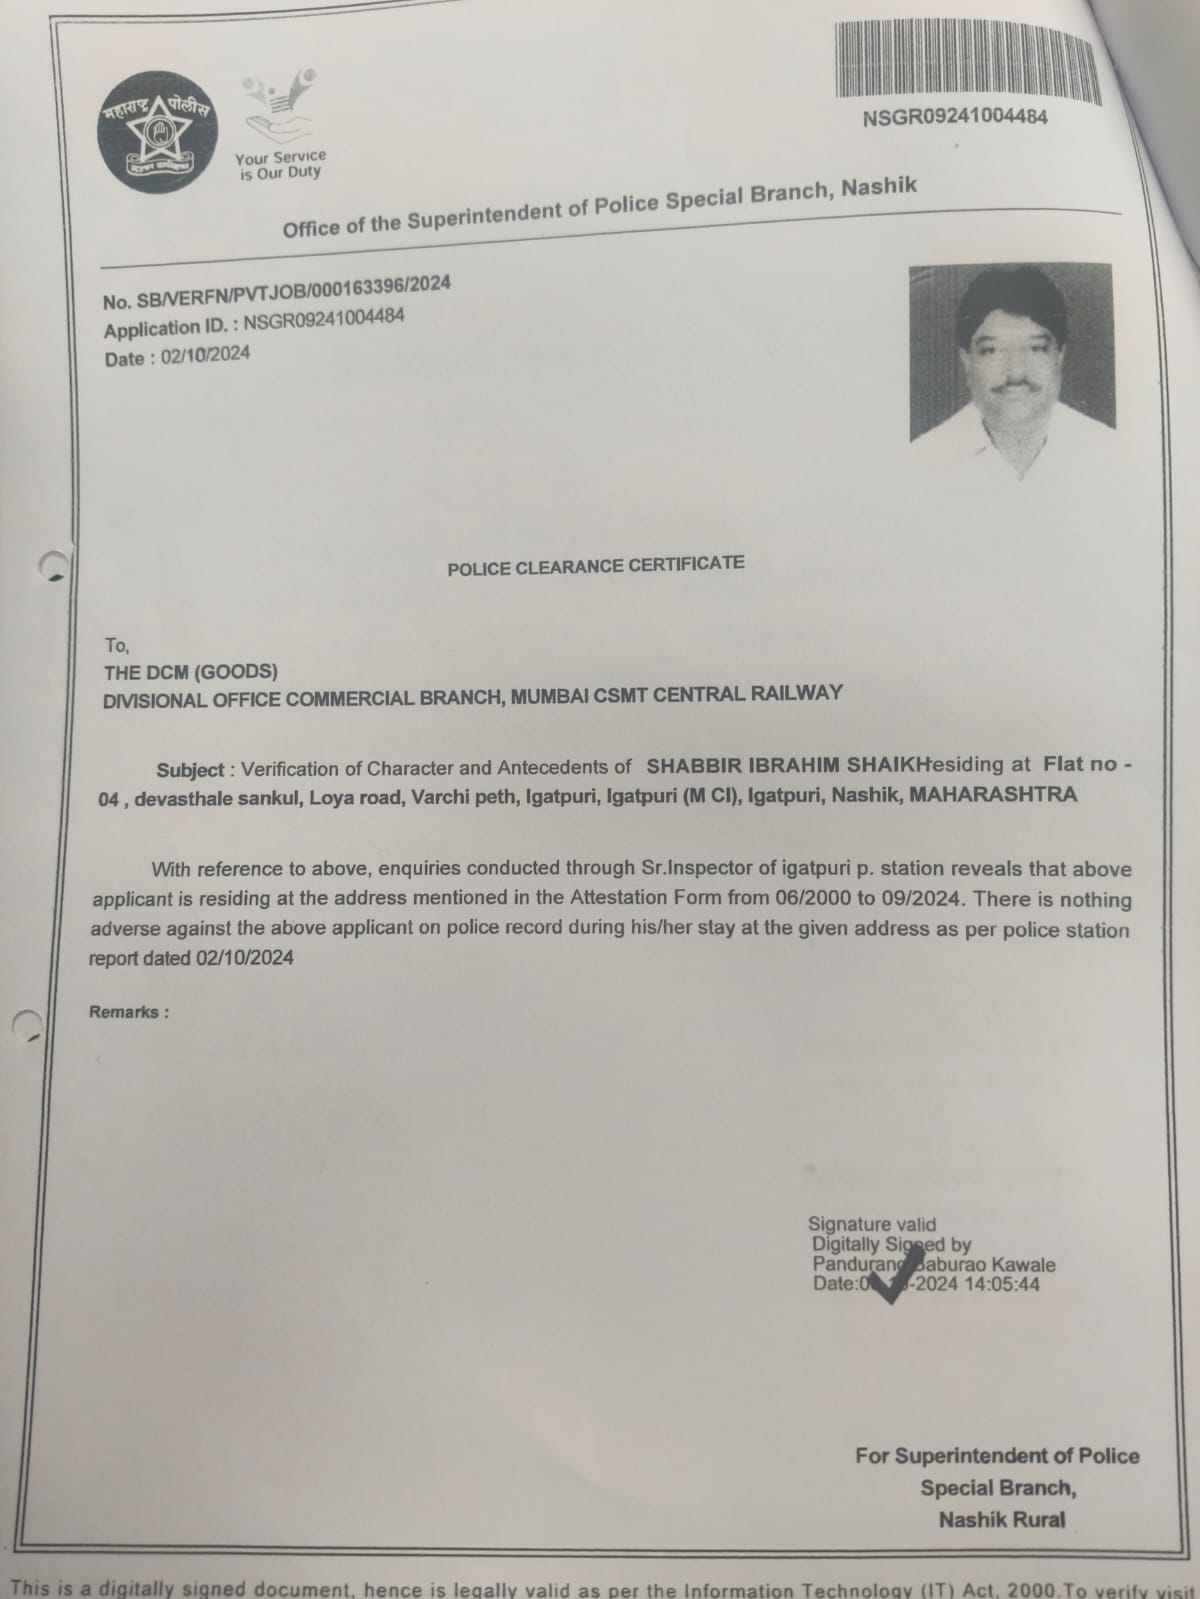 महाराष्ट्र पोलीस
Your Service
is Our Duty
NSGR09241004484
Office of the Superintendent of Police Special Branch, Nashik
No. SB/VERFN/PVTJOB/000163396/2024
Application ID. : NSGR09241004484
Date : 02/10/2024
POLICE CLEARANCE CERTIFICATE
To,
THE DCM (GOODS)
DIVISIONAL OFFICE COMMERCIAL BRANCH, MUMBAI CSMT CENTRAL RAILWAY
Subject : Verification of Character and Antecedents of SHABBIR IBRAHIM SHAIKHesiding at Flat no -
04 , devasthale sankul, Loya road, Varchi peth, Igatpuri, Igatpuri (M Cl), Igatpuri, Nashik, MAHARASHTRA
With reference to above, enquiries conducted through Sr.Inspector of igatpuri p. station reveals that above
applicant is residing at the address mentioned in the Attestation Form from 06/2000 to 09/2024. There is nothing
adverse against the above applicant on police record during his/her stay at the given address as per police station
report dated 02/10/2024
Remarks :
Signature valid
Digitally Signed by
Pandurang Baburao Kawale
-2024 14:05:44
For Superintendent of Police
Special Branch,
Nashik Rural
This is a digitally signed document, hence is legally valid as per the Information Technology (IT) Act, 2000.To verify visit